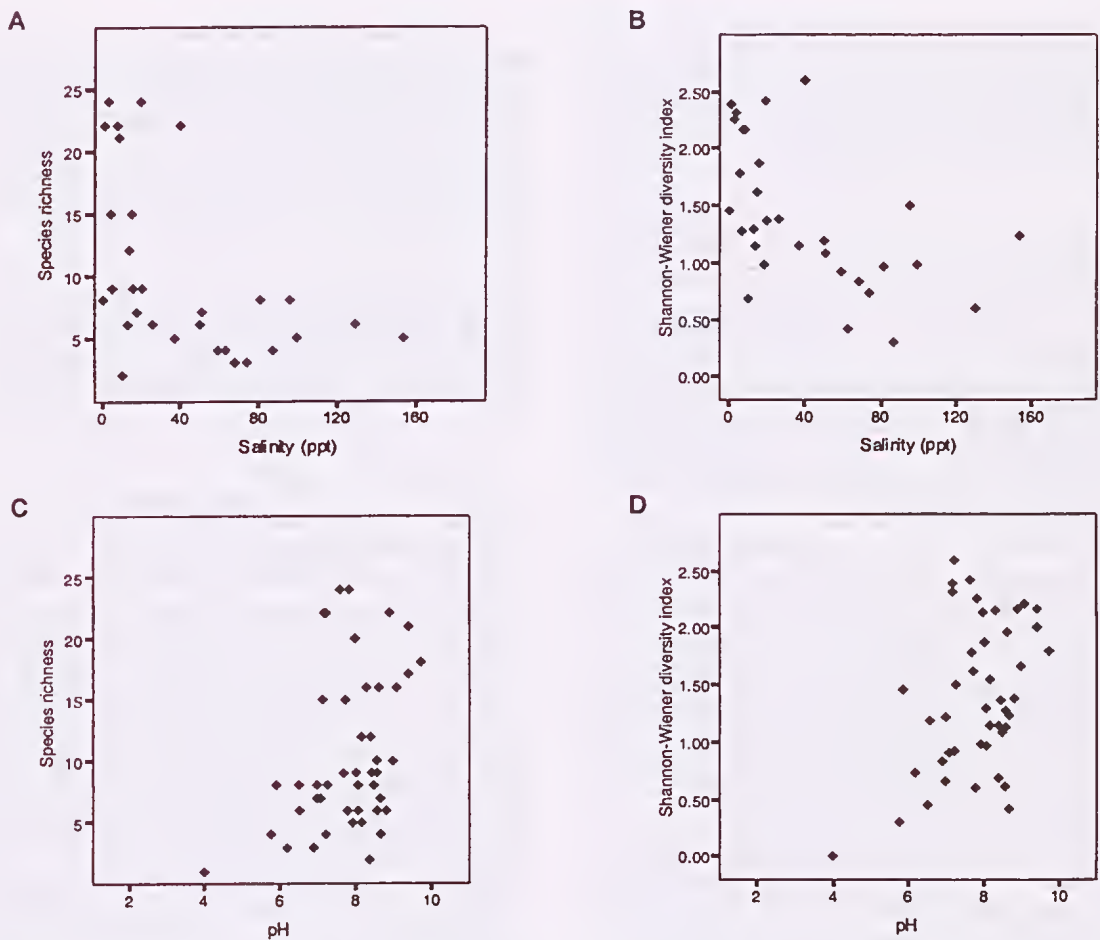 A
Species richness
25
20
15
10
5
0 40 80 120 160
Salinity (ppt)
B
Shannon-Wiener diversity index
2.50
2.00
1.50
1.00
0.50
0.00
0 40 80 120 160
Salinity (ppt)
C
Species richness
25
20
15
10
5
2 4 6 8 10
pH
D
Shannon-Wiener diversity index
2.50
2.00
1.50
1.00
0.50
0.00
2 4 6 8 10
pH